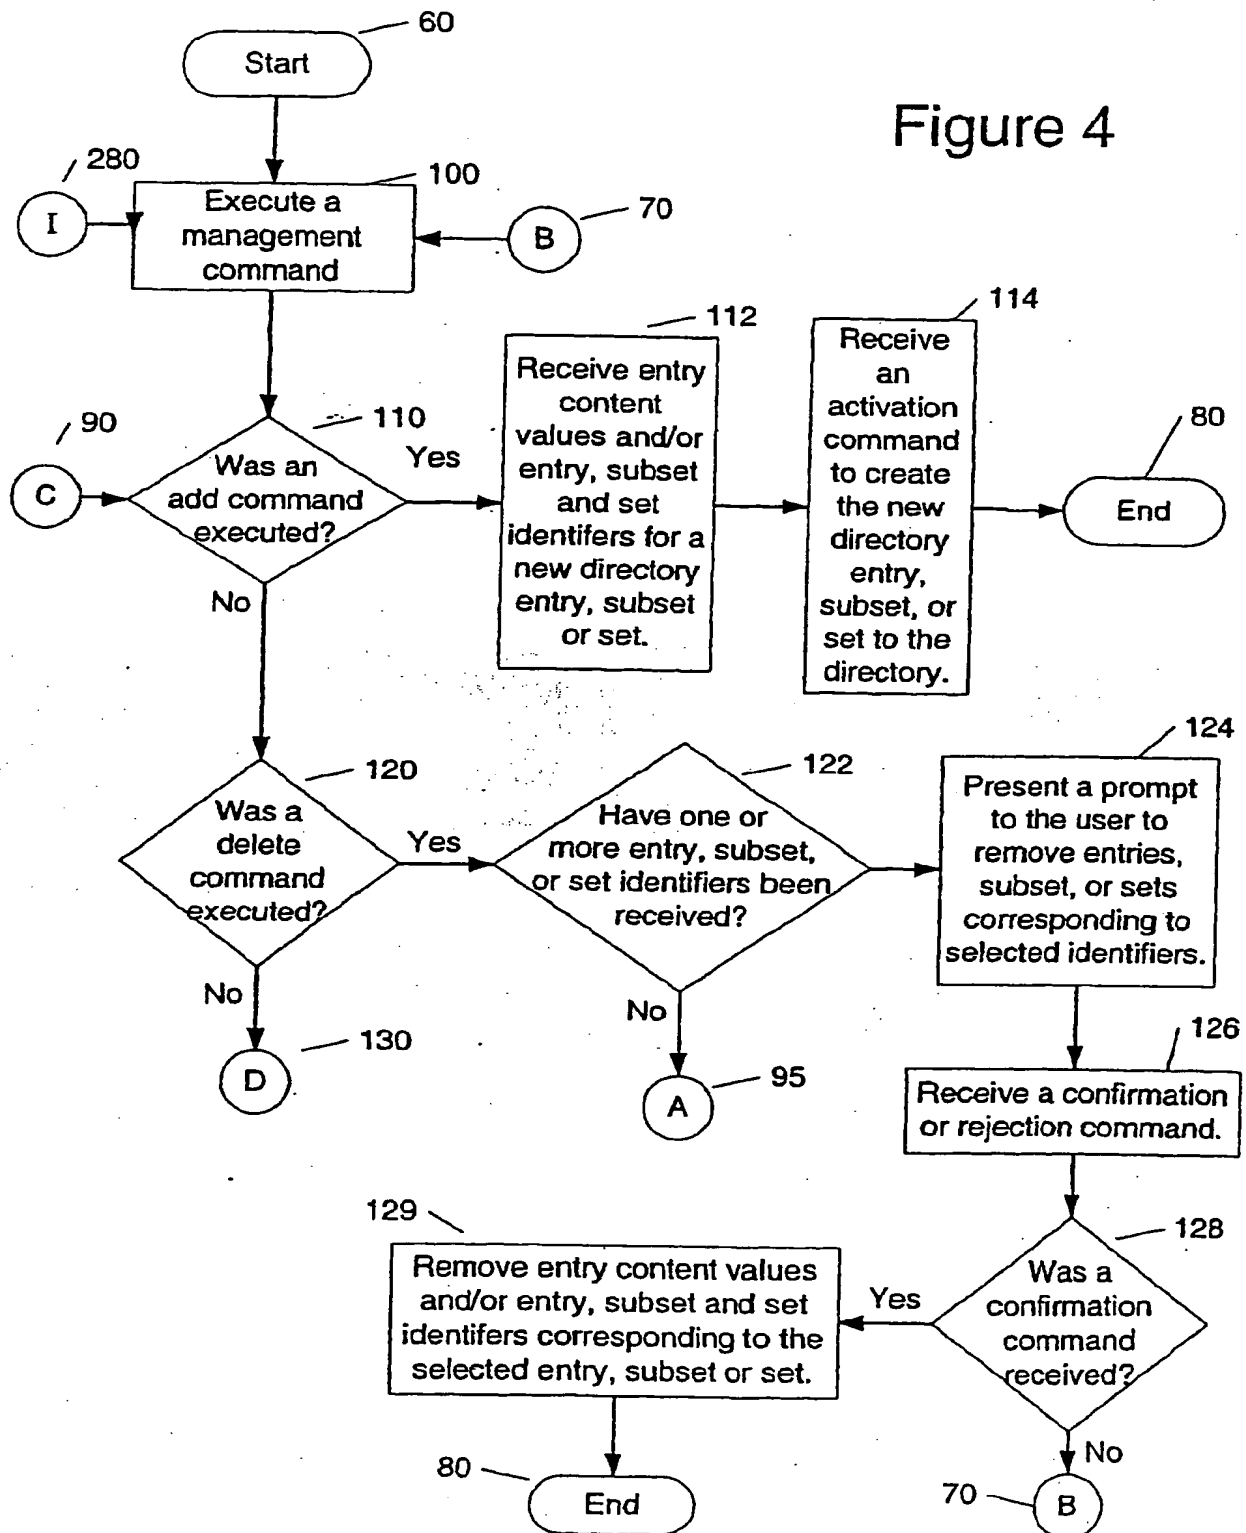 60
Start
Figure 4
280
I
100
Execute a
management
command
70
B
112
Receive entry
content
values and/or
entry, subset
and set
identifers for a
new directory
entry, subset
or set.
114
Receive
an
activation
command
to create
the new
directory
entry,
subset, or
set to the
directory.
90
C
110
Was an
add command
executed?
Yes
No
80
End
120
Was a
delete
command
executed?
Yes
No
122
Have one or
more entry, subset,
or set identifiers been
received?
No
124
Present a prompt
to the user to
remove entries,
subset, or sets
corresponding to
selected identifiers.
130
D
95
A
126
Receive a confirmation
or rejection command.
129
Remove entry content values
and/or entry, subset and set
identifers corresponding to the
selected entry, subset or set.
Yes
128
Was a
confirmation
command
received?
No
80
End
70
B